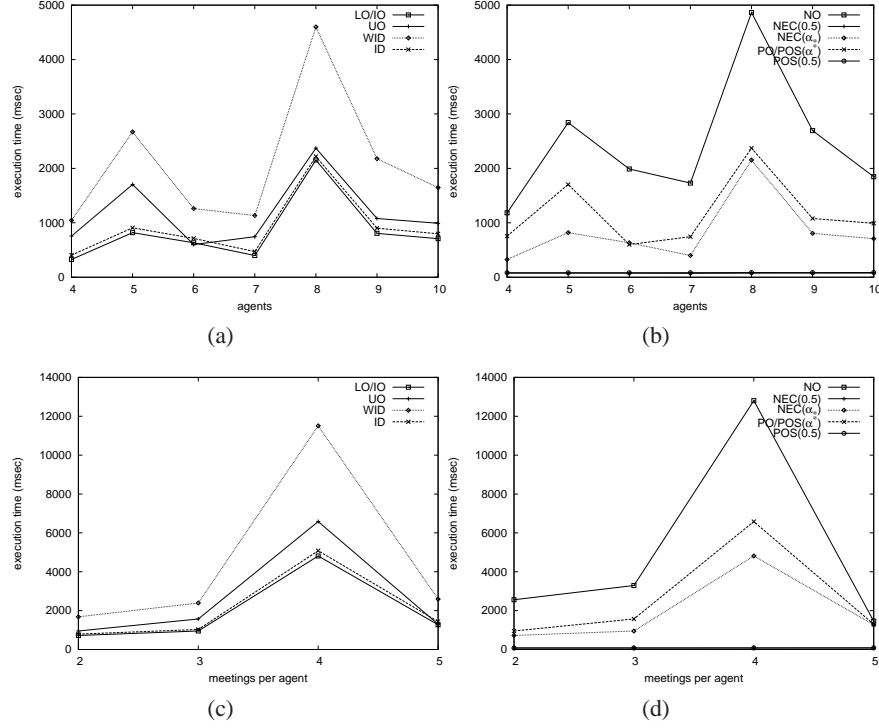 5000
4000
3000
2000
1000
0
4 5 6 7 8 9 10
execution time (msec)
agents
LO/IO
UO
WID
ID
(a)
5000
4000
3000
2000
1000
0
4 5 6 7 8 9 10
execution time (msec)
agents
NO
NEC(0.5)
NEC(α*)
PO/POS(α*)
POS(0.5)
(b)
14000
12000
10000
8000
6000
4000
2000
0
2 3 4 5
execution time (msec)
meetings per agent
LO/IO
UO
WID
ID
(c)
14000
12000
10000
8000
6000
4000
2000
0
2 3 4 5
execution time (msec)
meetings per agent
NO
NEC(0.5)
NEC(α*)
PO/POS(α*)
POS(0.5)
(d)